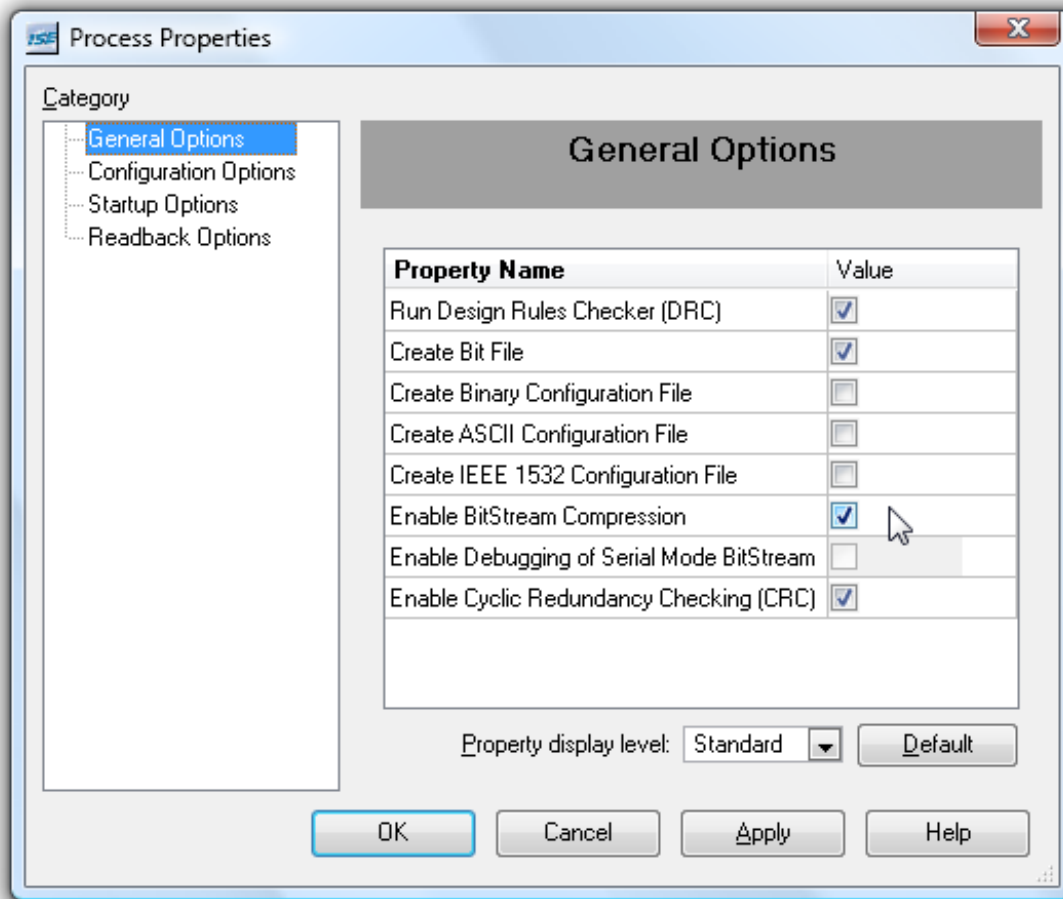 ISE Process Properties X
Category
General Options
Configuration Options
Startup Options
Readback Options
General Options
Property Name Value
Run Design Rules Checker (DRC)
Create Bit File
Create Binary Configuration File
Create ASCII Configuration File
Create IEEE 1532 Configuration File
Enable BitStream Compression
Enable Debugging of Serial Mode BitStream
Enable Cyclic Redundancy Checking (CRC)
Property display level: Standard Default
OK Cancel Apply Help